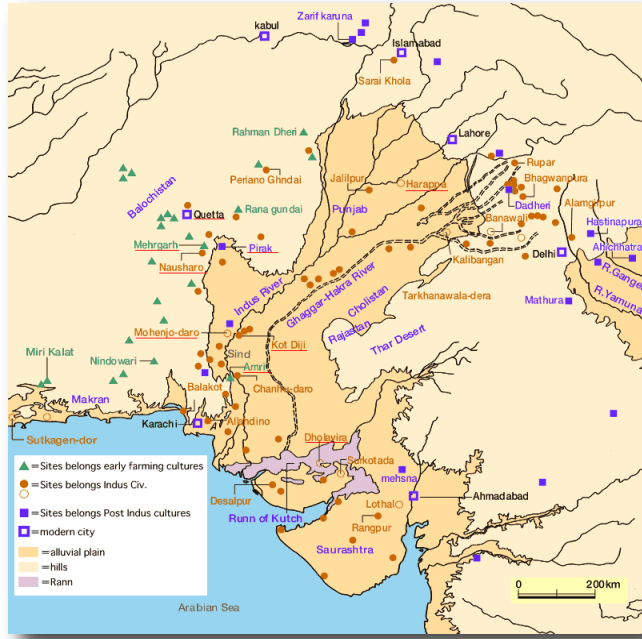 Zarif karuna
kabul
Islamabad
Sarai Khola
Rahman Dheri
Lahore
Periano Ghndai
Jalilpur
Harappa
Rupar
Bhagwanpura
Balochistan
Rana gundai
Punjab
Dadheri
Alamghpur
Quetta
Banawali
Hastinapura
Mehrgarh
Pirak
Ahichhatra
Nausharo
Kalibangan
Delhi
R.Ganges
Indus River
Ghaggar-Hakra River
Cholistan
Tarkhanawala-dera
Mathura
R.Yamuna
Mohenjo-daro
Kot Diji
Rajastan
Thar Desert
Miri Kalat
Nindowari
Sind
Amri
Balakot
Chanhu-daro
Makran
Karachi
Allandino
Sutkagen-dor
Dholavira
Surkotada
mehsna
Desalpur
Lothal
Ahmadabad
Runn of Kutch
Rangpur
Saurashtra
Arabian Sea
=Sites belongs early farming cultures
=Sites belongs Indus Civ.
=Sites belongs Post Indus cultures
=modern city
=alluvial plain
=hills
=Rann
0 200km